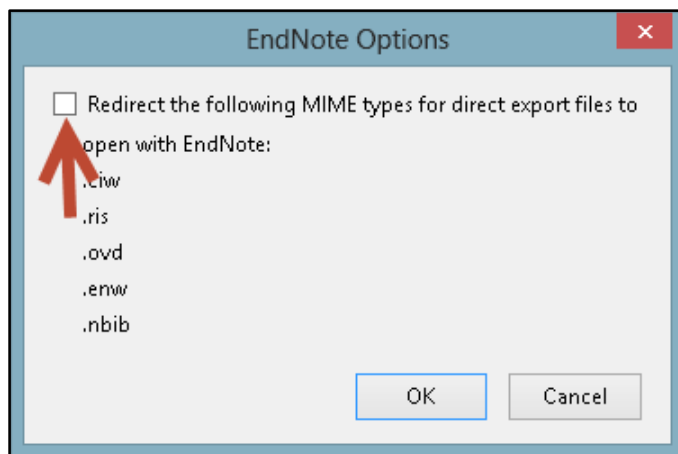 EndNote Options
Redirect the following MIME types for direct export files to
open with EndNote:
.ciw
.ris
.ovd
.enw
.nbib
OK
Cancel